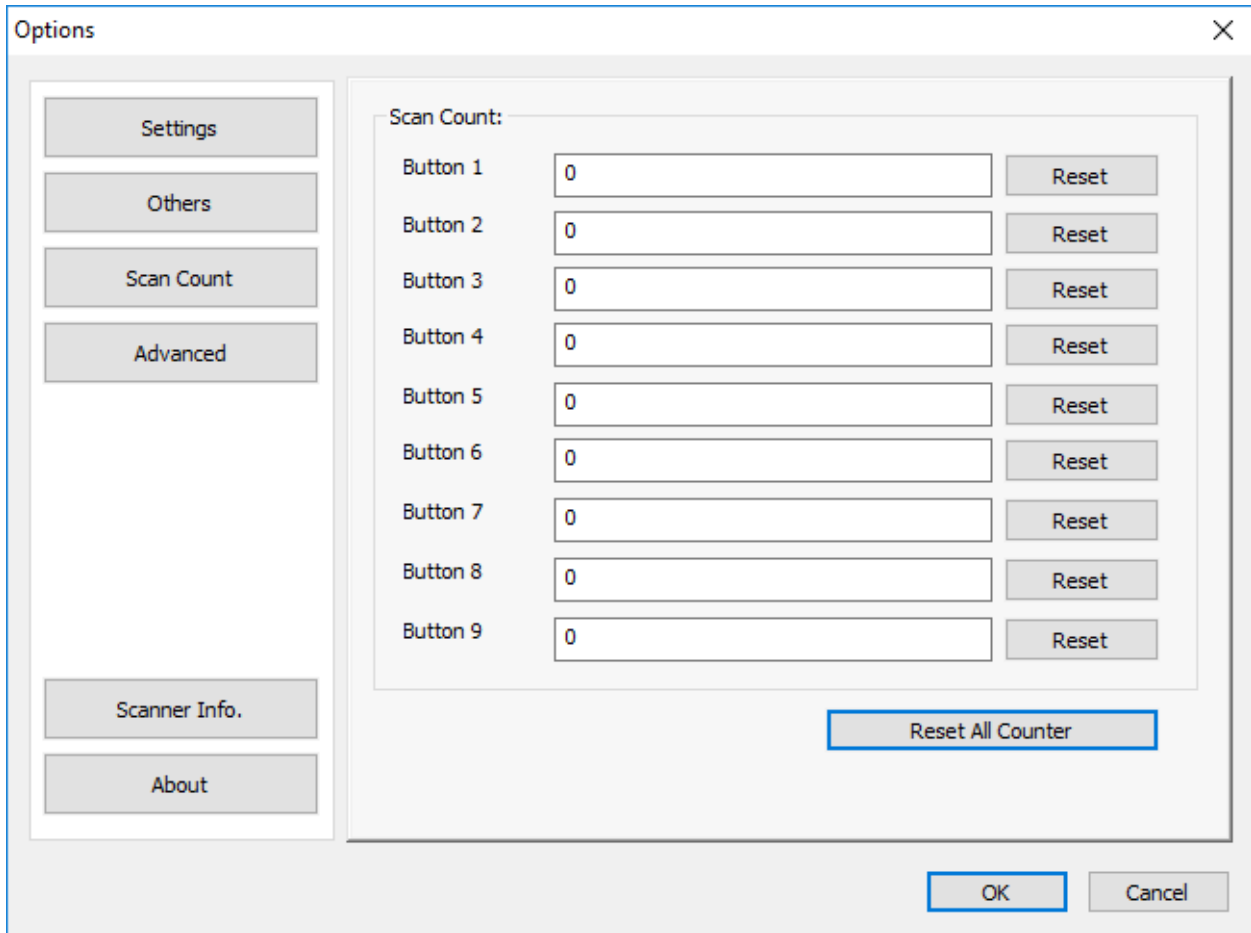 Options
Settings
Others
Scan Count
Advanced
Scanner Info.
About
Scan Count:
Button 1 0 Reset
Button 2 0 Reset
Button 3 0 Reset
Button 4 0 Reset
Button 5 0 Reset
Button 6 0 Reset
Button 7 0 Reset
Button 8 0 Reset
Button 9 0 Reset
Reset All Counter
OK Cancel